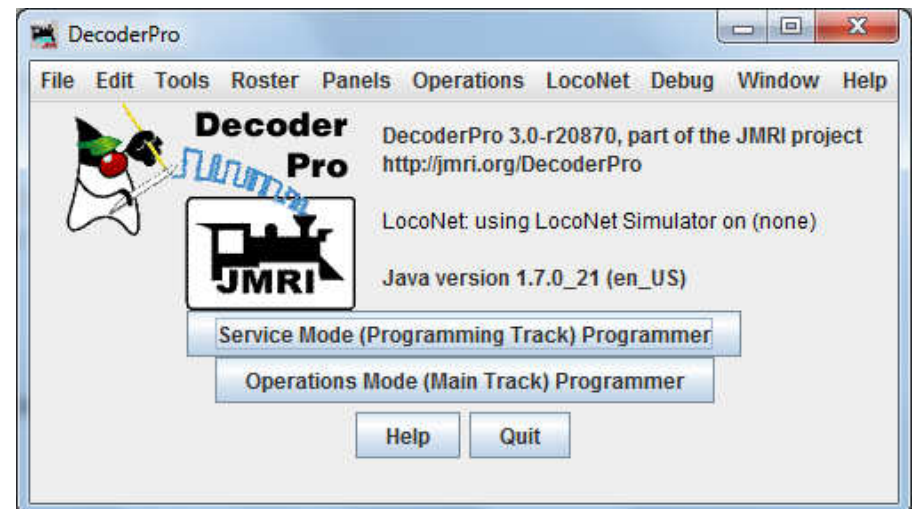 DecoderPro
File Edit Tools Roster Panels Operations LocoNet Debug Window Help
Decoder
Pro
JMRI
DecoderPro 3.0-r20870, part of the JMRI project
http://jmri.org/DecoderPro
LocoNet: using LocoNet Simulator on (none)
Java version 1.7.0_21 (en_US)
Service Mode (Programming Track) Programmer
Operations Mode (Main Track) Programmer
Help Quit